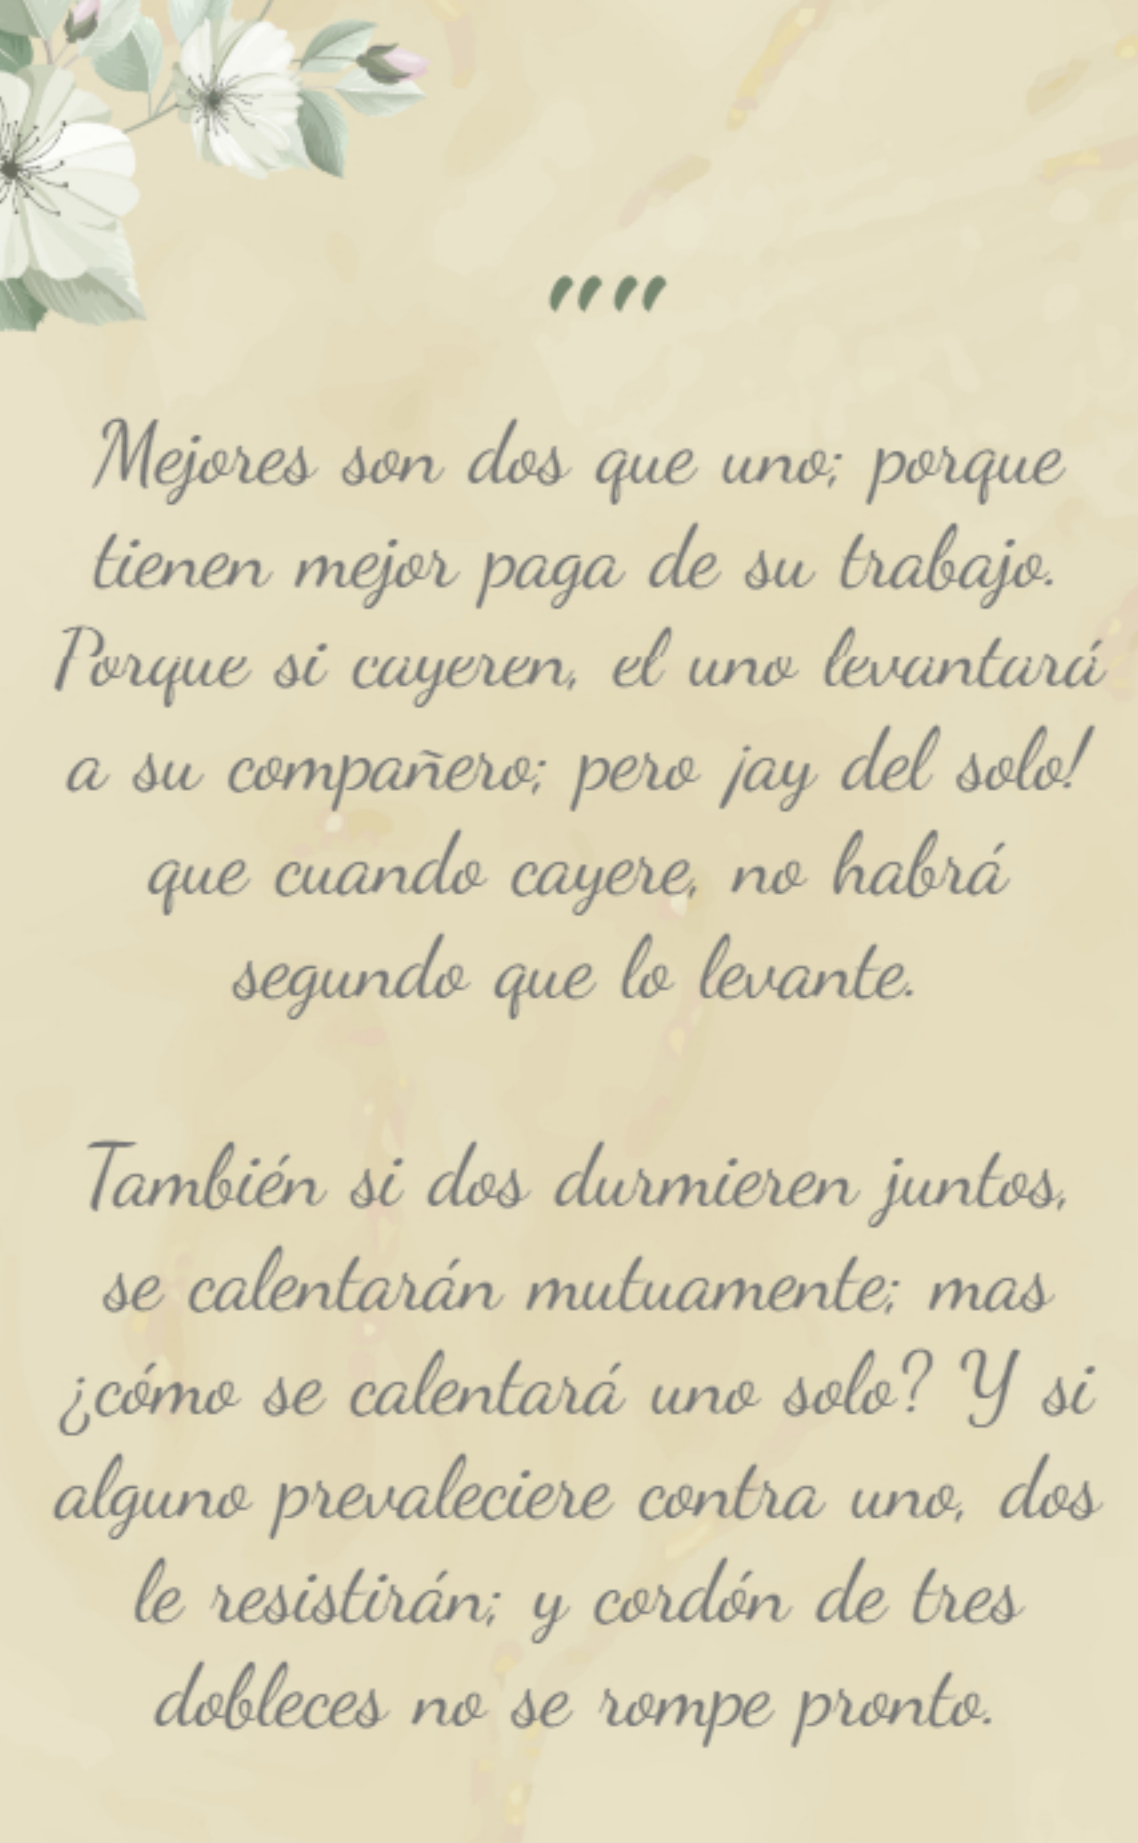 ""
Mejores son dos que uno; porque
tienen mejor paga de su trabajo.
Porque si cayeren, el uno levantará
a su compañero; pero ¡ay del solo!
que cuando cayere, no habrá
segundo que lo levante.
También si dos durmieren juntos,
se calentarán mutuamente; mas
¿cómo se calentará uno solo? Y si
alguno prevaleciere contra uno, dos
le resistirán; y cordón de tres
dobleces no se rompe pronto.